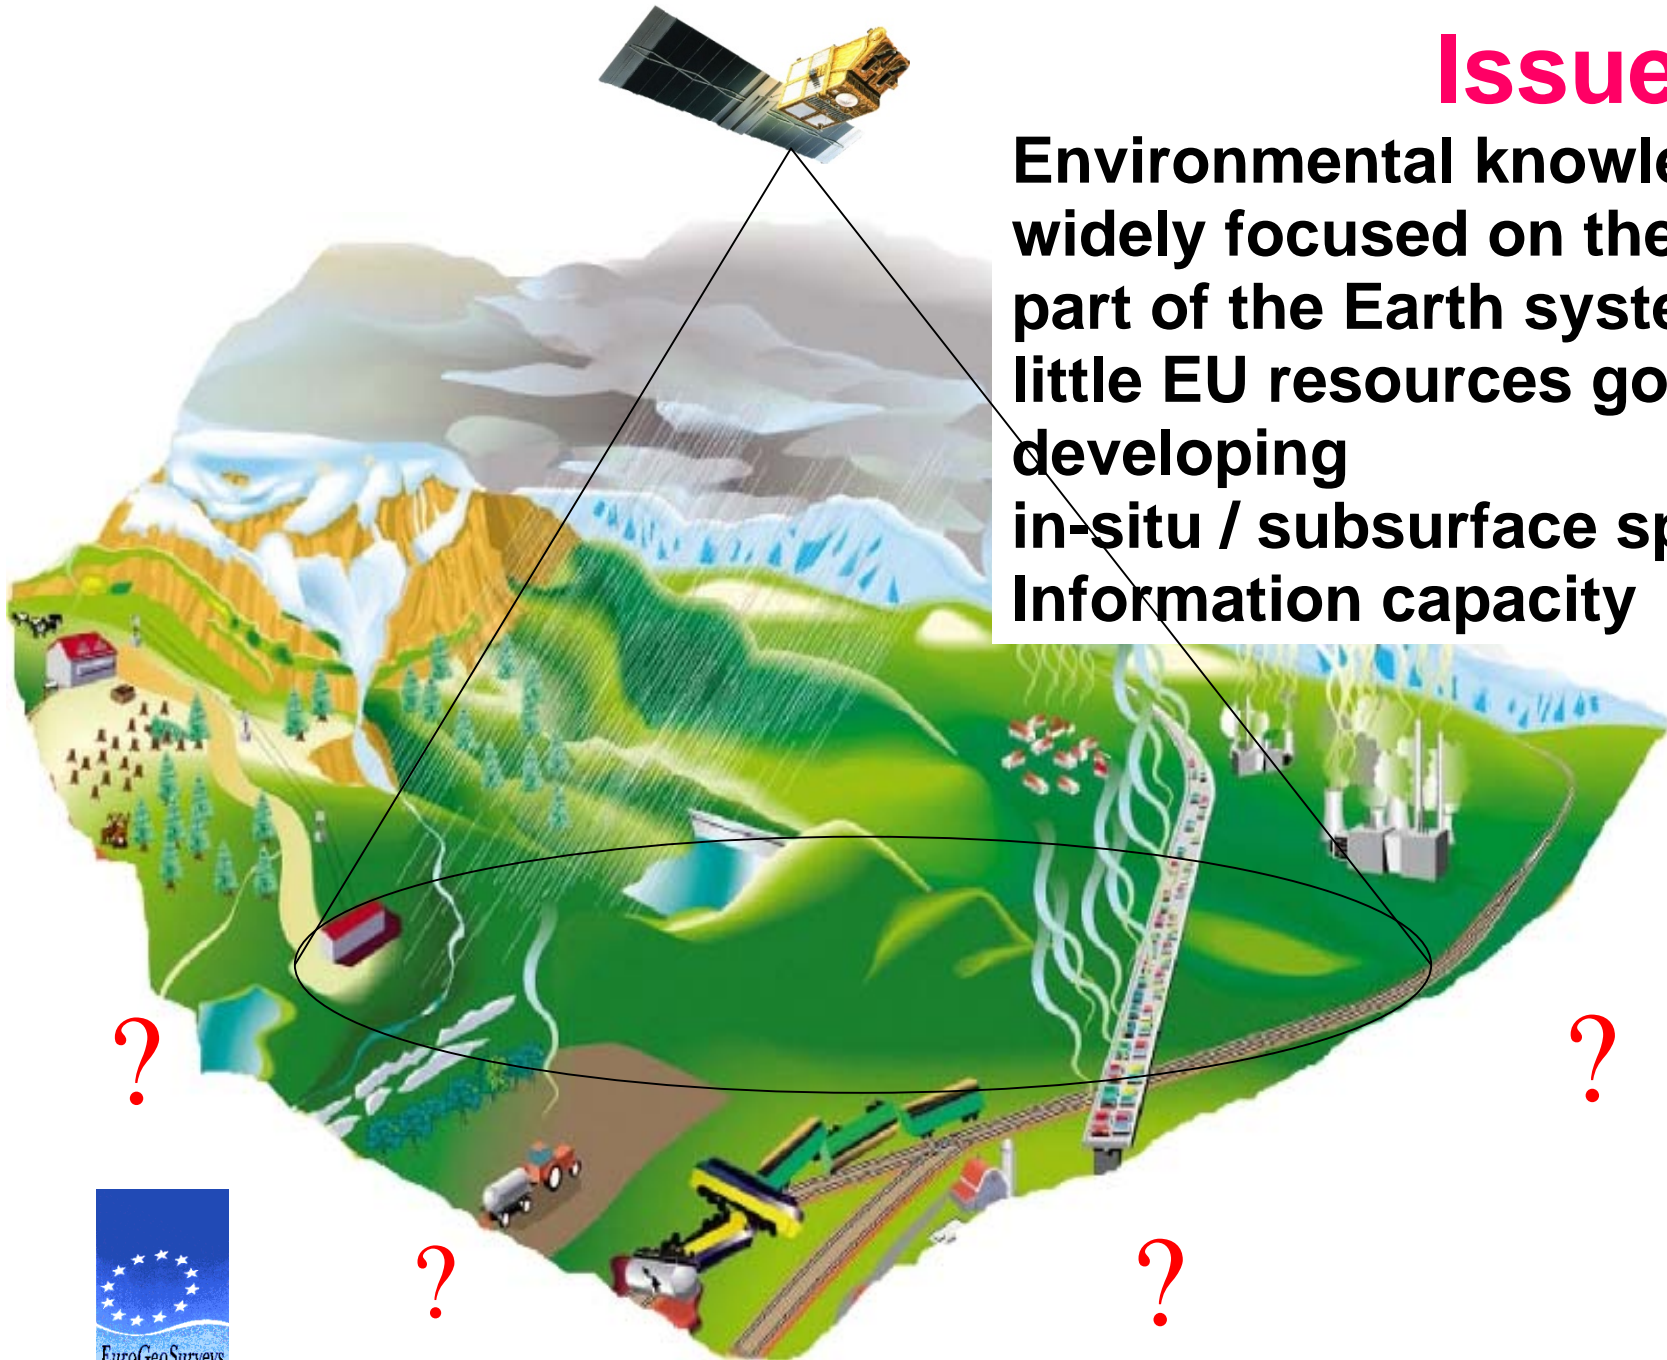 Issue
Environmental knowle
widely focused on the
part of the Earth syste
little EU resources go
developing
in-situ / subsurface sp
Information capacity
?
?
?
?
EuroGeoSurveys